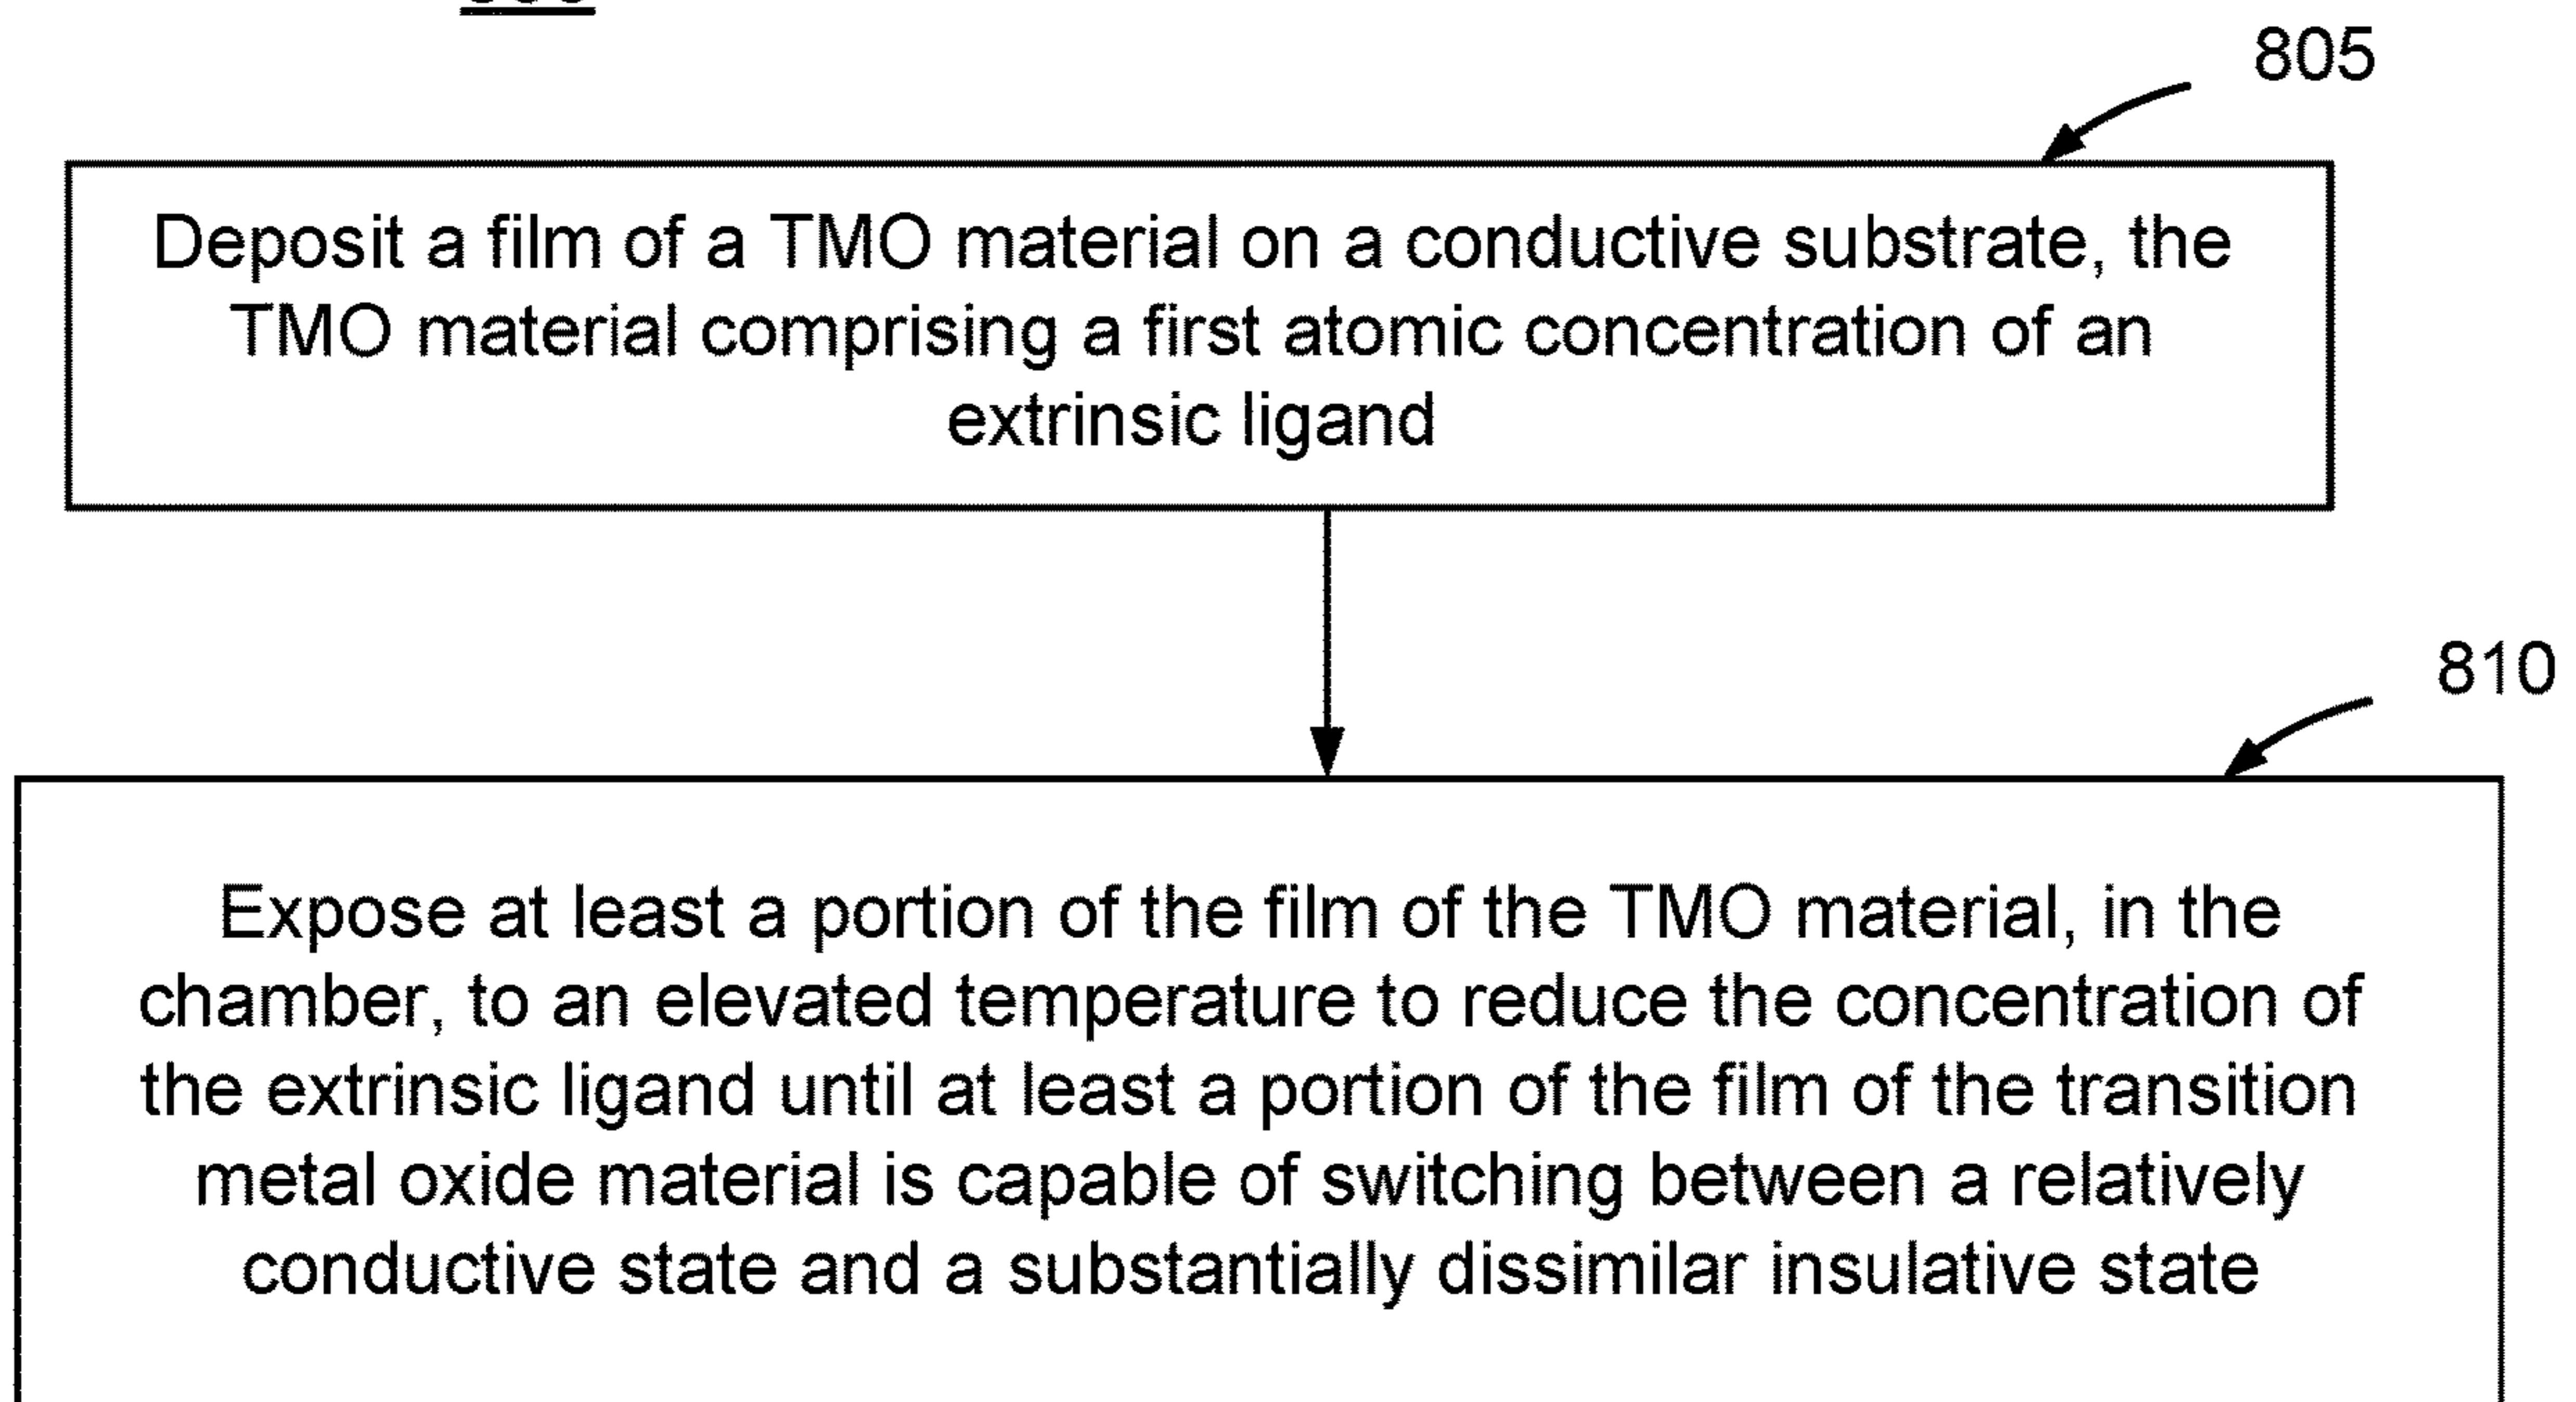 805
Deposit a film of a TMO material on a conductive substrate, the
TMO material comprising a first atomic concentration of an
extrinsic ligand
810
Expose at least a portion of the film of the TMO material, in the
chamber, to an elevated temperature to reduce the concentration of
the extrinsic ligand until at least a portion of the film of the transition
metal oxide material is capable of switching between a relatively
conductive state and a substantially dissimilar insulative state